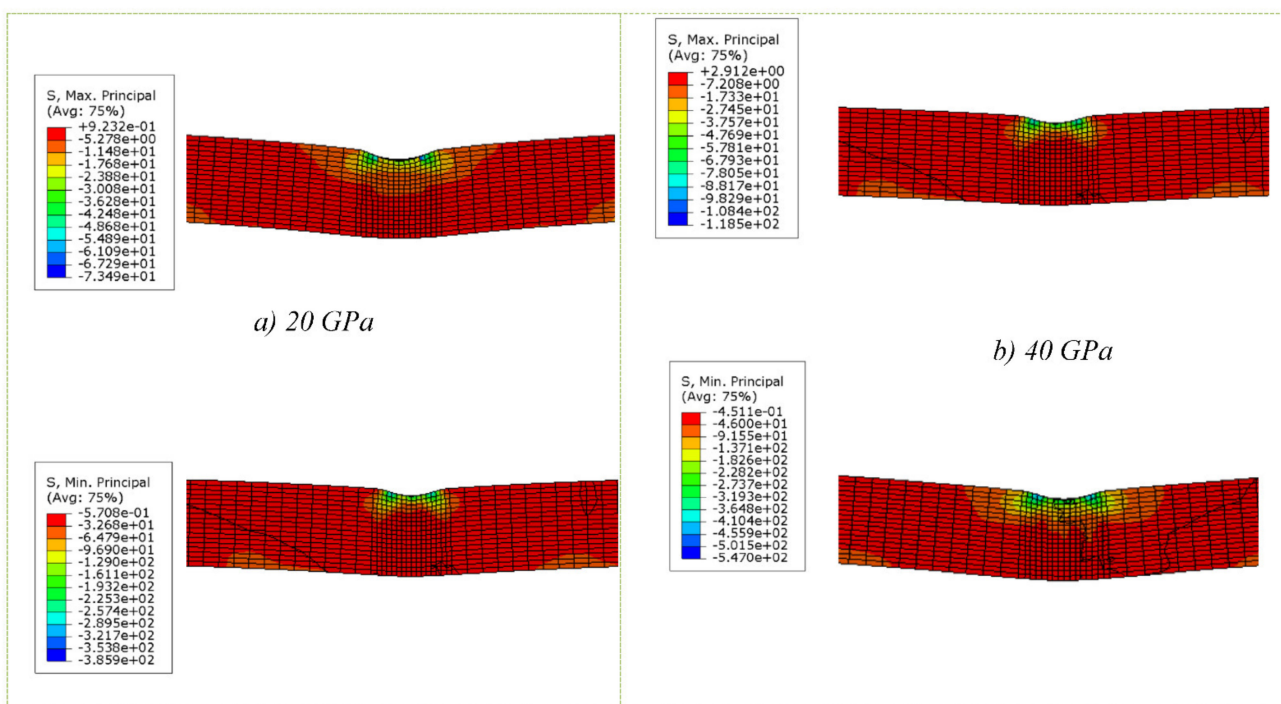 S, Max. Principal
(Avg: 75%)
+9.232e-01
-5.278e+00
-1.148e+01
-1.768e+01
-2.388e+01
-3.008e+01
-3.628e+01
-4.248e+01
-4.868e+01
-5.489e+01
-6.109e+01
-6.729e+01
-7.349e+01
a) 20 GPa
S, Min. Principal
(Avg: 75%)
-5.708e-01
-3.268e+01
-6.479e+01
-9.690e+01
-1.290e+02
-1.611e+02
-1.932e+02
-2.253e+02
-2.574e+02
-2.895e+02
-3.217e+02
-3.538e+02
-3.859e+02
S, Max. Principal
(Avg: 75%)
+2.912e+00
-7.208e+00
-1.733e+01
-2.745e+01
-3.757e+01
-4.769e+01
-5.781e+01
-6.793e+01
-7.805e+01
-8.817e+01
-9.829e+01
-1.084e+02
-1.185e+02
b) 40 GPa
S, Min. Principal
(Avg: 75%)
-4.511e-01
-4.600e+01
-9.155e+01
-1.371e+02
-1.826e+02
-2.282e+02
-2.737e+02
-3.193e+02
-3.648e+02
-4.104e+02
-4.559e+02
-5.015e+02
-5.470e+02